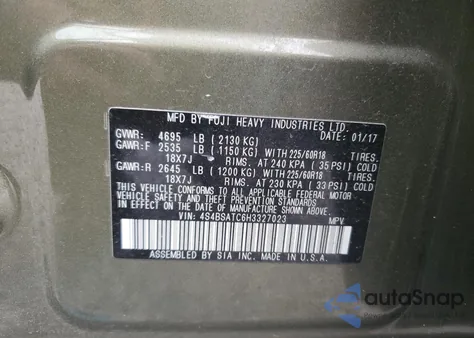 MFD BY FUJI HEAVY INDUSTRIES LTD. DATE: 01/17
GVWR: 4695 LB ( 2130 KG)
GAWR:F 2535 LB ( 1150 KG) WITH 225/60R18 TIRES.
18X7J RIMS. AT 240 KPA ( 35 PSI) COLD
GAWR:R 2645 LB ( 1200 KG) WITH 225/60R18 TIRES.
18X7J RIMS. AT 230 KPA ( 33 PSI) COLD
THIS VEHICLE CONFORMS TO ALL APPLICABLE FEDERAL MOTOR
VEHICLE SAFETY AND THEFT PREVENTION STANDARDS
IN EFFECT ON THE DATE OF MANUFACTURE SHOWN ABOVE.
VIN: 4S4BSATC6H3327023 MPV
ASSEMBLED BY SIA INC. MADE IN U.S.A.
autoSnap